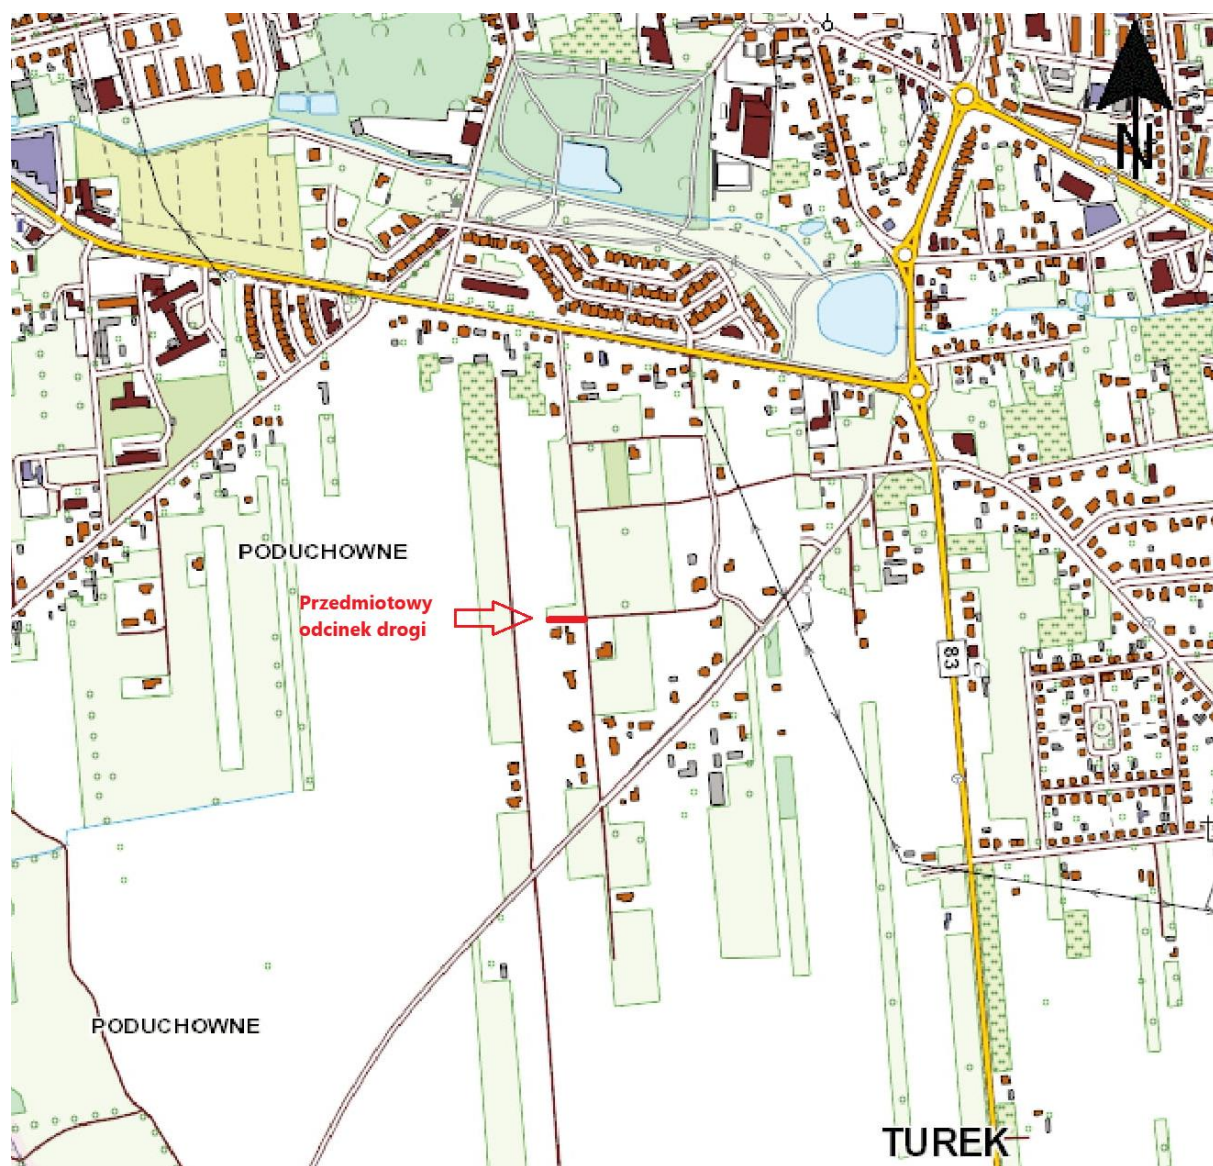 N
PODUCHOWNE
Przedmiotowy
odcinek drogi
83
PODUCHOWNE
TUREK